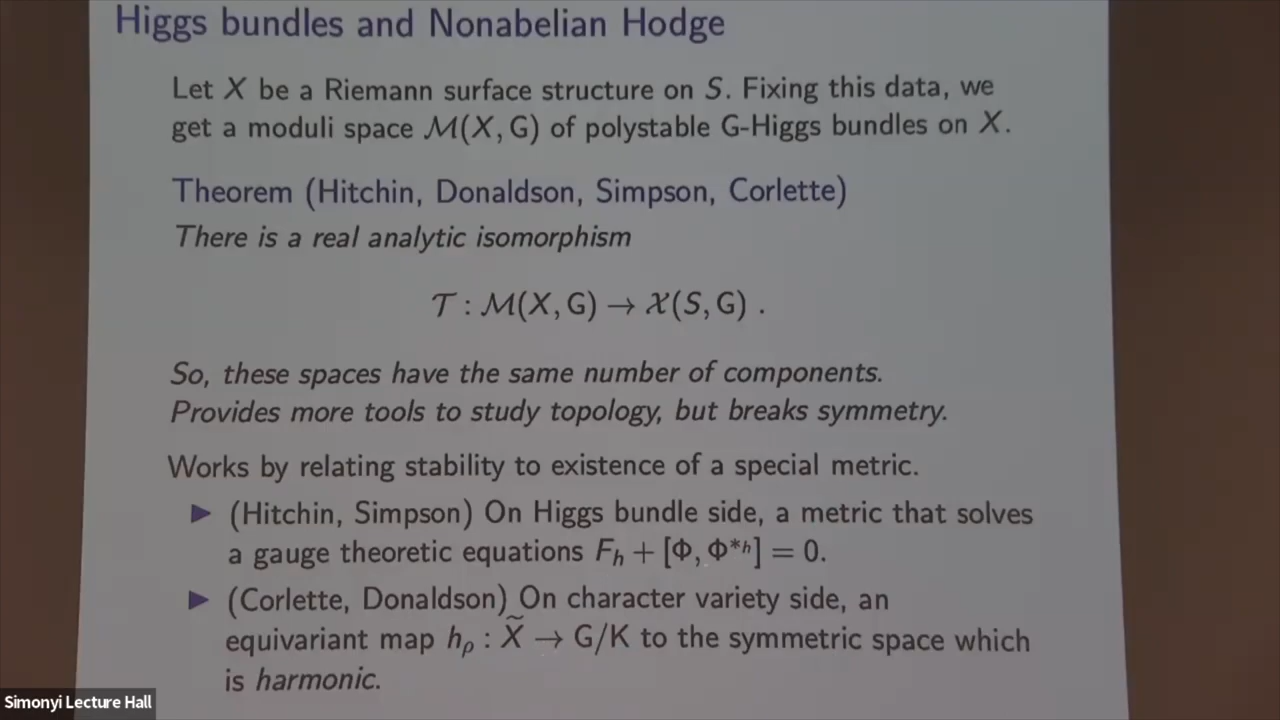 Higgs bundles and Nonabelian Hodge
Let X be a Riemann surface structure on S. Fixing this data, we
get a moduli space ℳ(X, G) of polystable G-Higgs bundles on X.
Theorem (Hitchin, Donaldson, Simpson, Corlette)
There is a real analytic isomorphism
𝒯 : ℳ(X, G) → 𝒳(S, G) .
So, these spaces have the same number of components.
Provides more tools to study topology, but breaks symmetry.
Works by relating stability to existence of a special metric.
▶ (Hitchin, Simpson) On Higgs bundle side, a metric that solves
a gauge theoretic equations F_h + [Φ, Φ^{*h}] = 0.
▶ (Corlette, Donaldson) On character variety side, an
equivariant map h_ρ : X̃ → G/K to the symmetric space which
is harmonic.
Simonyi Lecture Hall